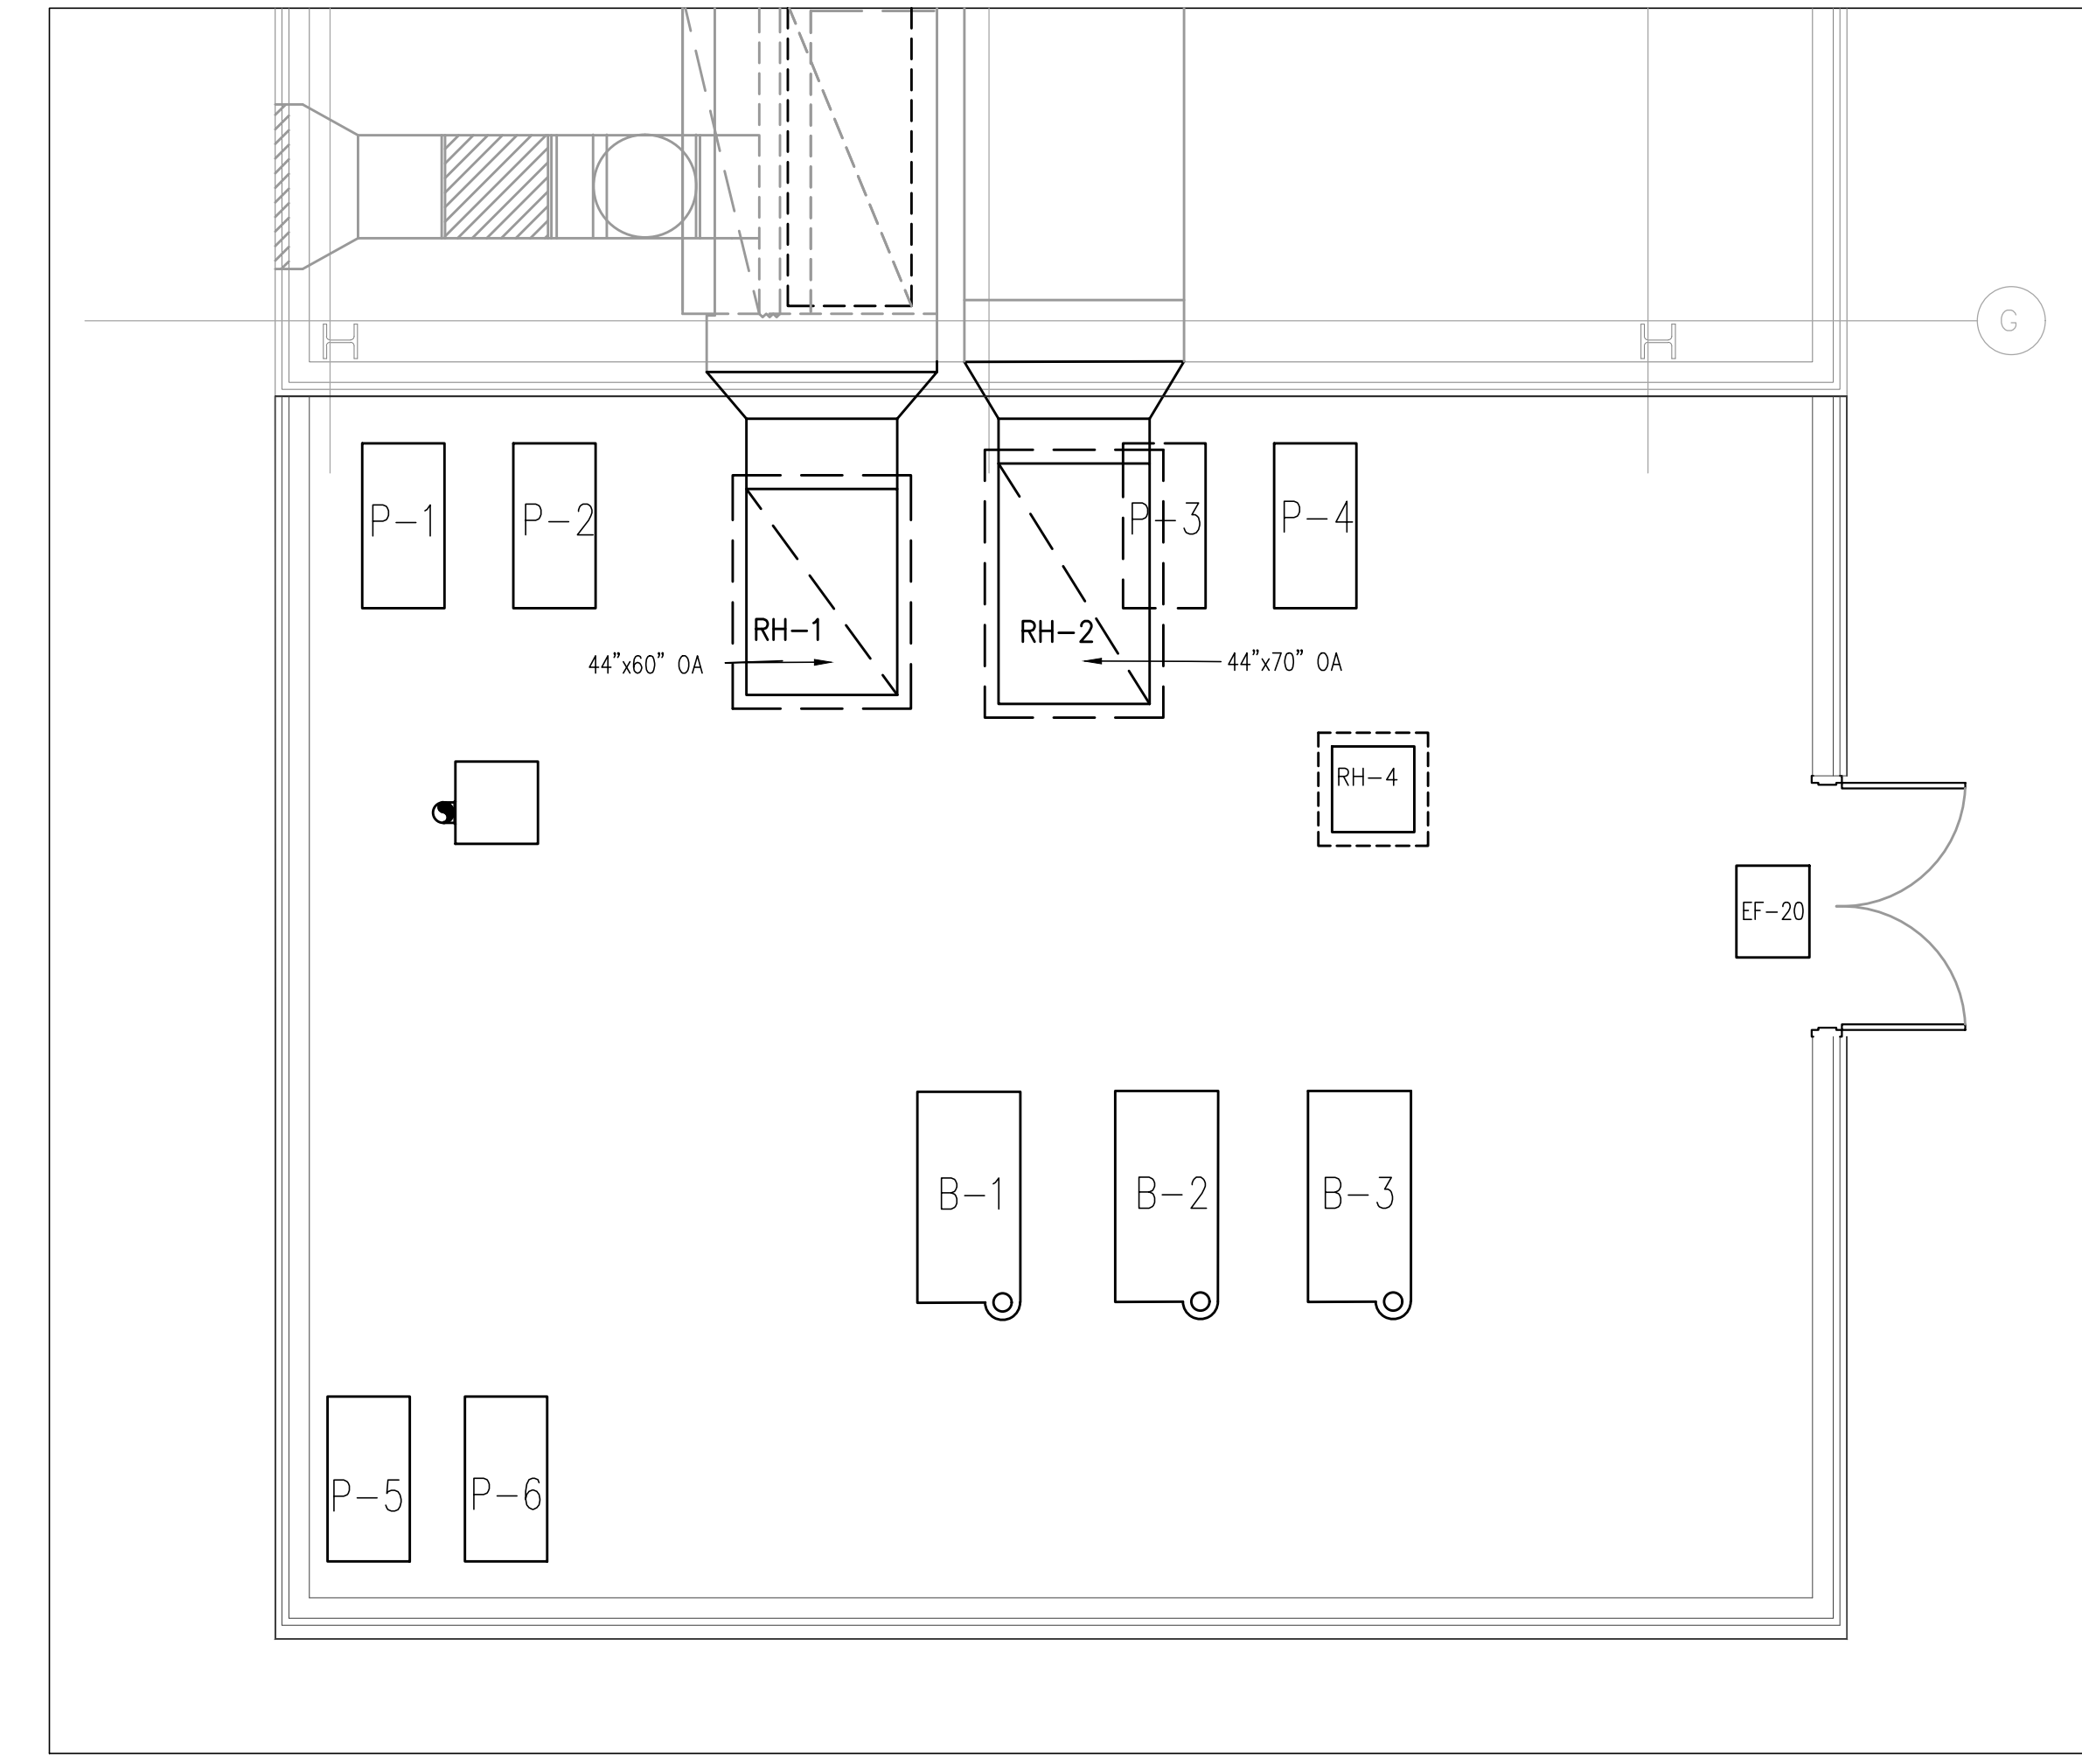 G
P-1
P-2
P-3
P-4
RH-1
RH-2
44"x60" OA
44"x70" OA
RH-4
EF-20
B-1
B-2
B-3
P-5
P-6